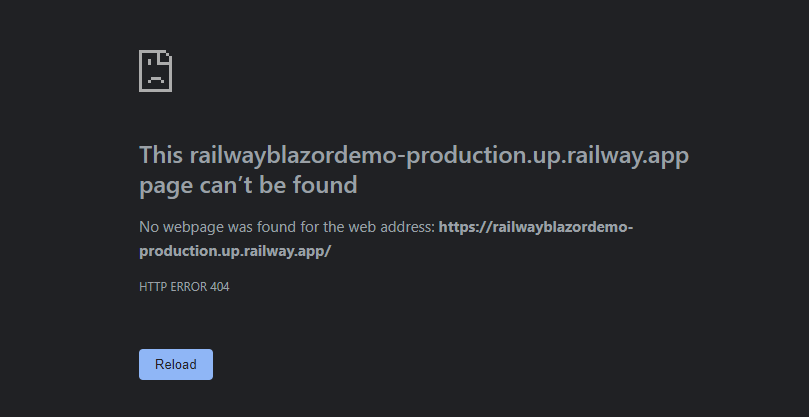 This railwayblazordemo-production.up.railway.app
page can’t be found
No webpage was found for the web address: https://railwayblazordemo-
production.up.railway.app/
HTTP ERROR 404
Reload